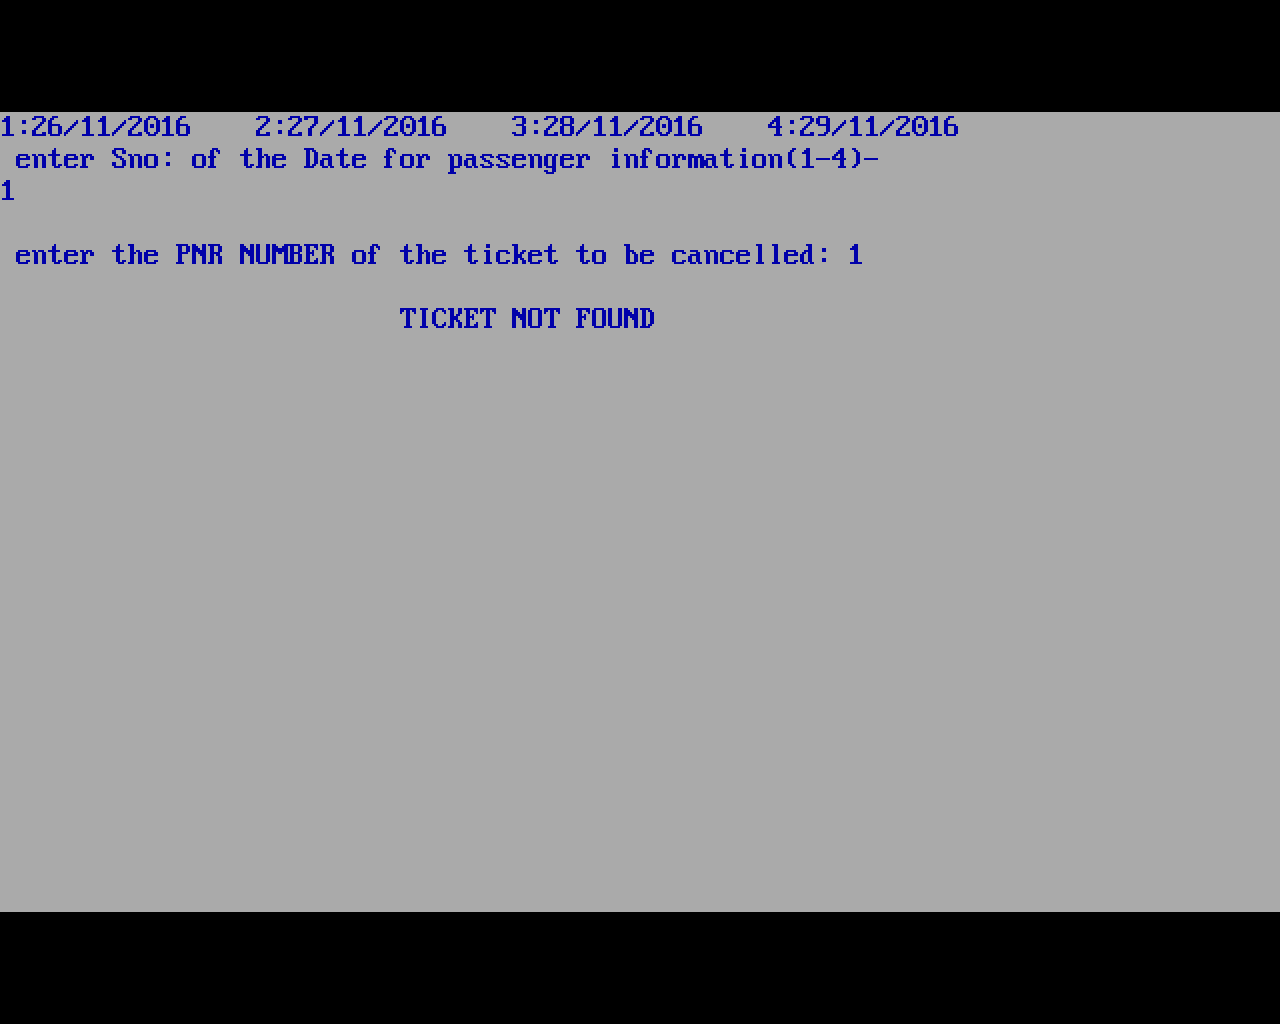 1:26/11/2016    2:27/11/2016    3:28/11/2016    4:29/11/2016
enter Sno: of the Date for passenger information(1-4)-
1
enter the PNR NUMBER of the ticket to be cancelled: 1
TICKET NOT FOUND